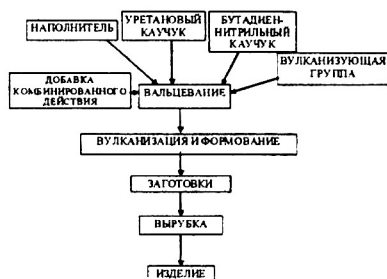 НАПОЛНИТЕЛЬ
УРЕТАНОВЫЙ
КАУЧУК
БУТАДИЕН-
НИТРИЛЬНЫЙ
КАУЧУК
ВУЛКАНИЗУЮЩАЯ
ГРУППА
ДОБАВКА
КОМБИНИРОВАННОГО
ДЕЙСТВИЯ
ВАЛЬЦЕВАНИЕ
ВУЛКАНИЗАЦИЯ И ФОРМОВАНИЕ
ЗАГОТОВКИ
ВЫРУБКА
ИЗДЕЛИЕ